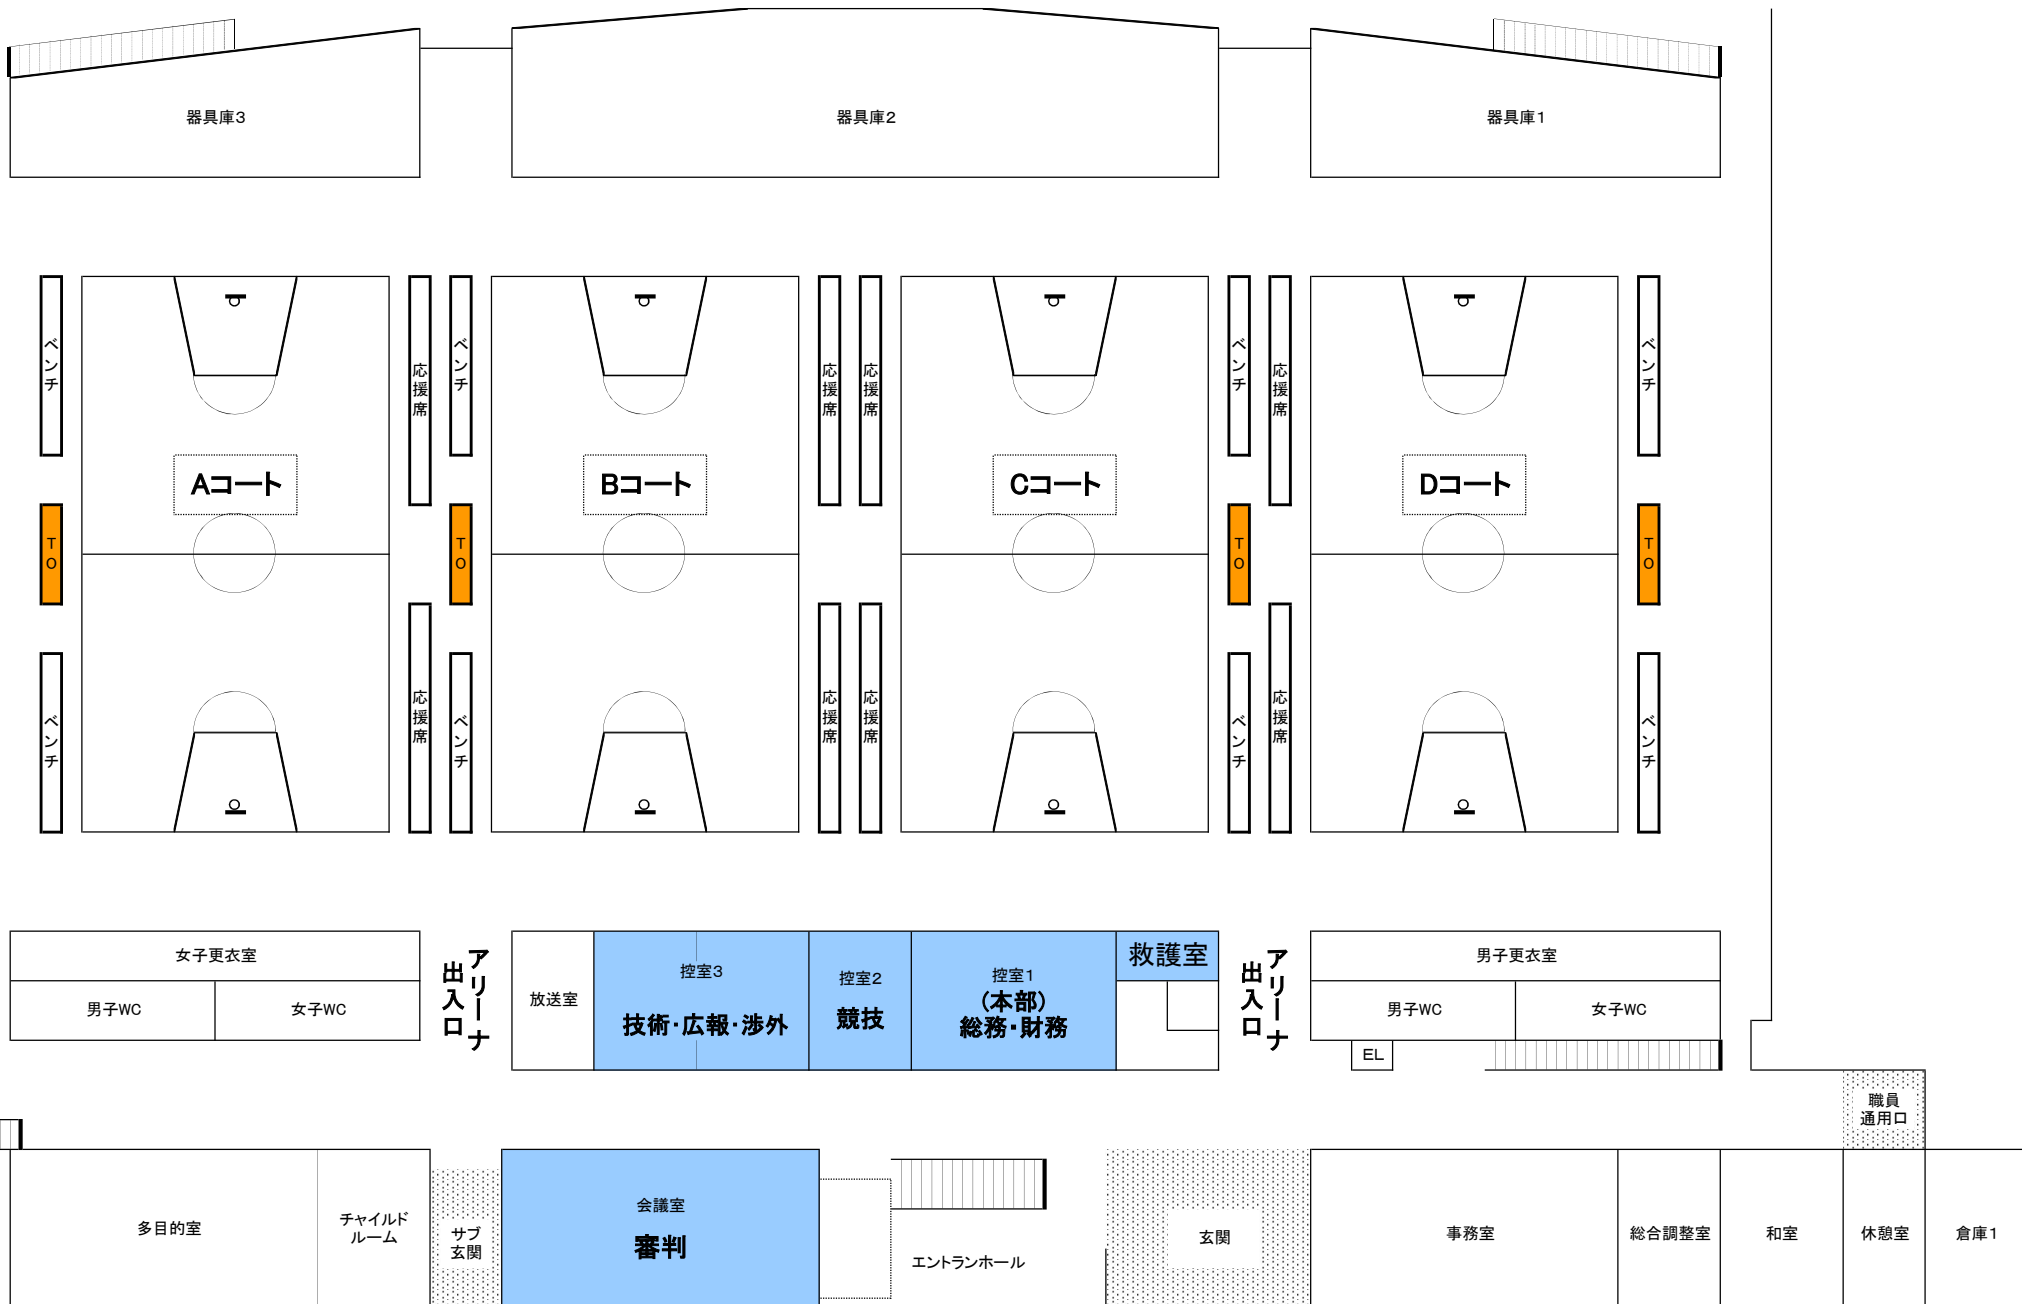 器具庫3
器具庫2
器具庫1
ベンチ
応援席
ベンチ
応援席
応援席
ベンチ
応援席
ベンチ
Aコート
Bコート
Cコート
Dコート
TO
TO
TO
TO
ベンチ
応援席
ベンチ
応援席
応援席
ベンチ
応援席
ベンチ
女子更衣室
男子WC
女子WC
アリーナ
出入口
放送室
控室3
技術・広報・渉外
控室2
競技
控室1
(本部)
総務・財務
救護室
アリーナ
出入口
男子更衣室
男子WC
女子WC
EL
職員
通用口
多目的室
チャイルド
ルーム
サブ
玄関
会議室
審判
エントランホール
玄関
事務室
総合調整室
和室
休憩室
倉庫1